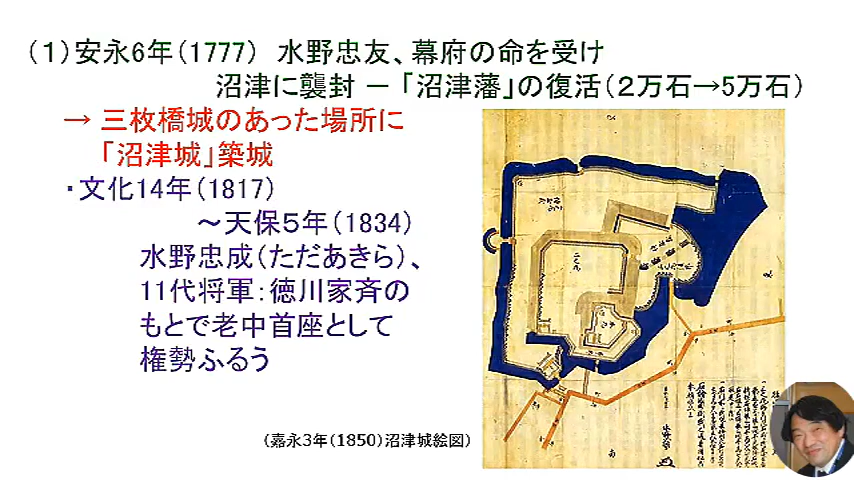 （１）安永6年（1777）　水野忠友、幕府の命を受け
沼津に襲封 － 「沼津藩」の復活（２万石→5万石）
→ 三枚橋城のあった場所に
「沼津城」築城
・文化14年（1817）
～天保５年（1834）
水野忠成（ただあきら）、
11代将軍：徳川家斉の
もとで老中首座として
権勢ふるう
（嘉永3年（1850）沼津城絵図）